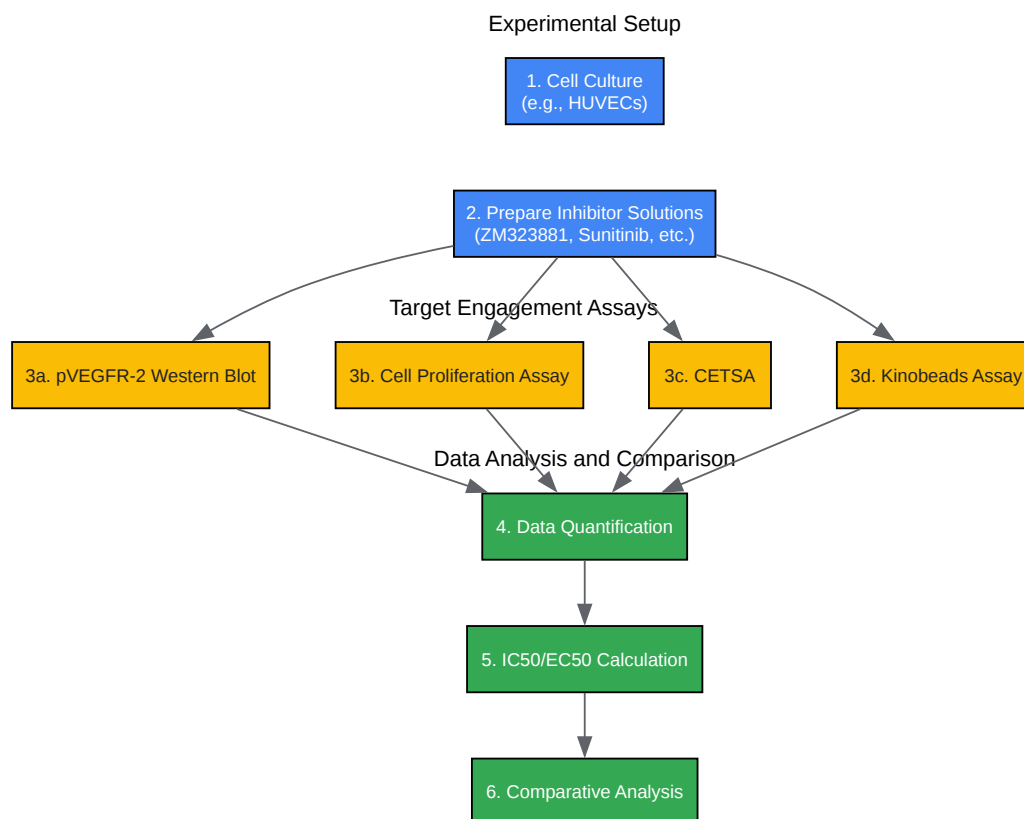 Experimental Setup
1. Cell Culture
(e.g., HUVECs)
2. Prepare Inhibitor Solutions
(ZM323881, Sunitinib, etc.)
Target Engagement Assays
3a. pVEGFR-2 Western Blot
3b. Cell Proliferation Assay
3c. CETSA
3d. Kinobeads Assay
Data Analysis and Comparison
4. Data Quantification
5. IC50/EC50 Calculation
6. Comparative Analysis